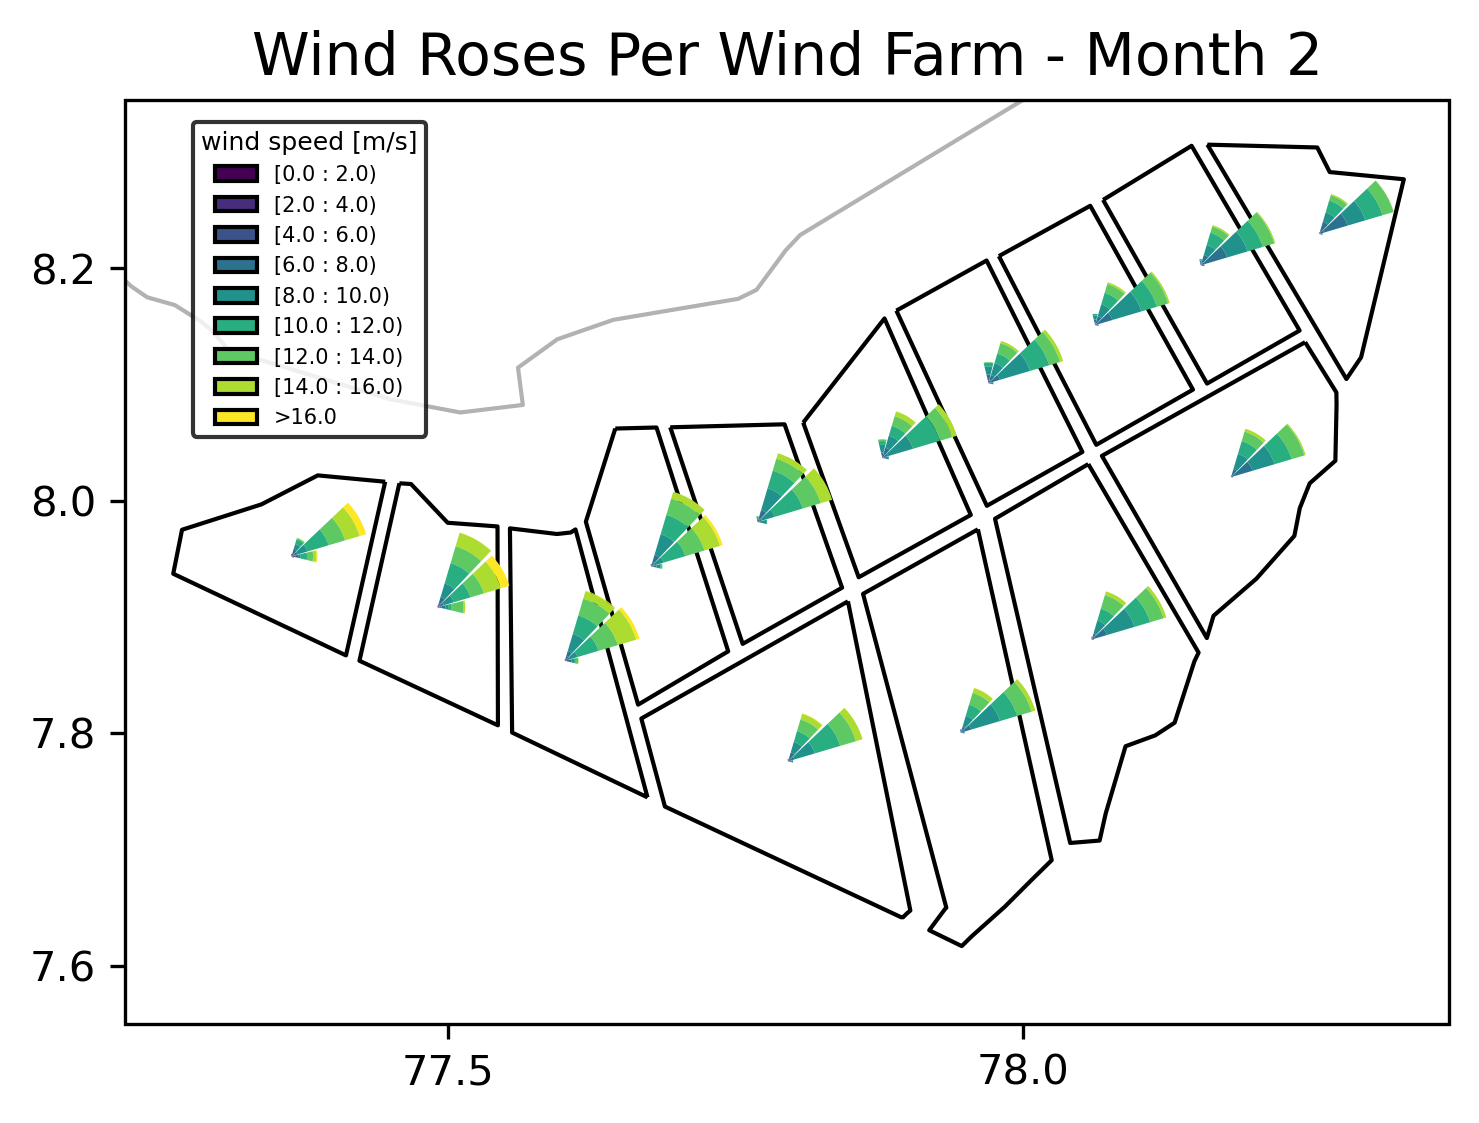 Wind Roses Per Wind Farm - Month 2
wind speed [m/s]
[0.0 : 2.0)
[2.0 : 4.0)
[4.0 : 6.0)
[6.0 : 8.0)
[8.0 : 10.0)
[10.0 : 12.0)
[12.0 : 14.0)
[14.0 : 16.0)
>16.0
8.2
8.0
7.8
7.6
77.5
78.0